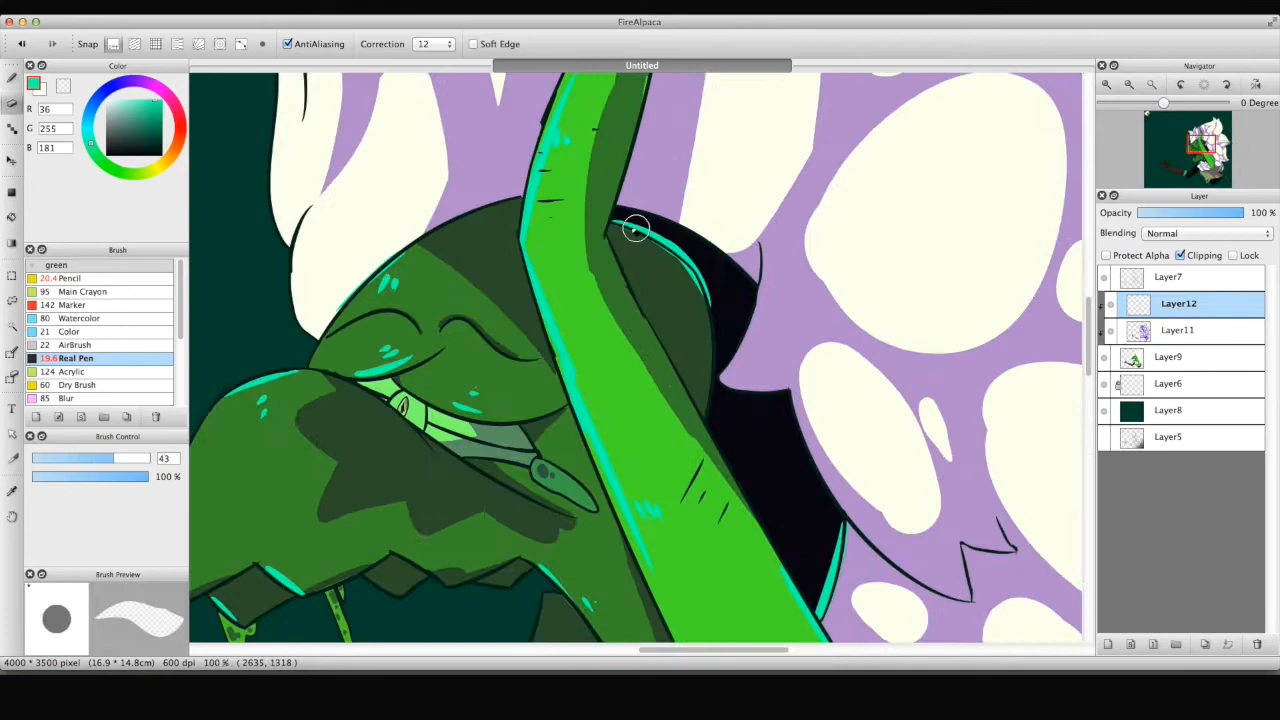 FireAlpaca
Snap AntiAliasing Correction 12 Soft Edge
Color Untitled Navigator
R 36
G 255
B 181
0 Degree
Brush
green
20.4 Pencil
95 Main Crayon
142 Marker
80 Watercolor
21 Color
22 AirBrush
19.6 Real Pen
124 Acrylic
60 Dry Brush
85 Blur
Brush Control
43
100 %
Brush Preview
Layer
Opacity 100 %
Blending Normal
Protect Alpha Clipping Lock
Layer7
Layer12
Layer11
Layer9
Layer6
Layer8
Layer5
4000 * 3500 pixel (16.9 * 14.8cm) 600 dpi 100 % ( 2635, 1318 )